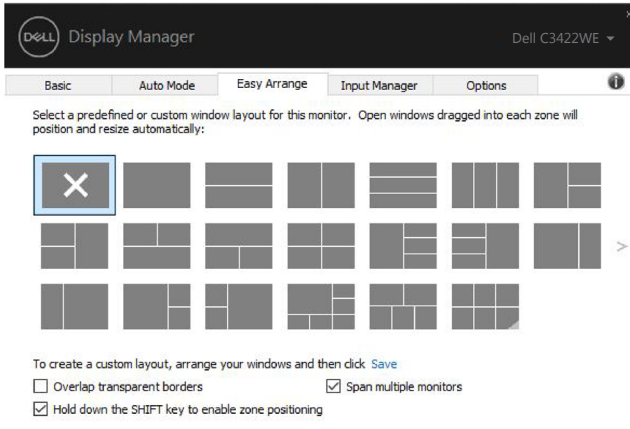 DELL Display Manager
Dell C3422WE
Basic Auto Mode Easy Arrange Input Manager Options
Select a predefined or custom window layout for this monitor. Open windows dragged into each zone will
position and resize automatically:
To create a custom layout, arrange your windows and then click Save
Overlap transparent borders
Span multiple monitors
Hold down the SHIFT key to enable zone positioning